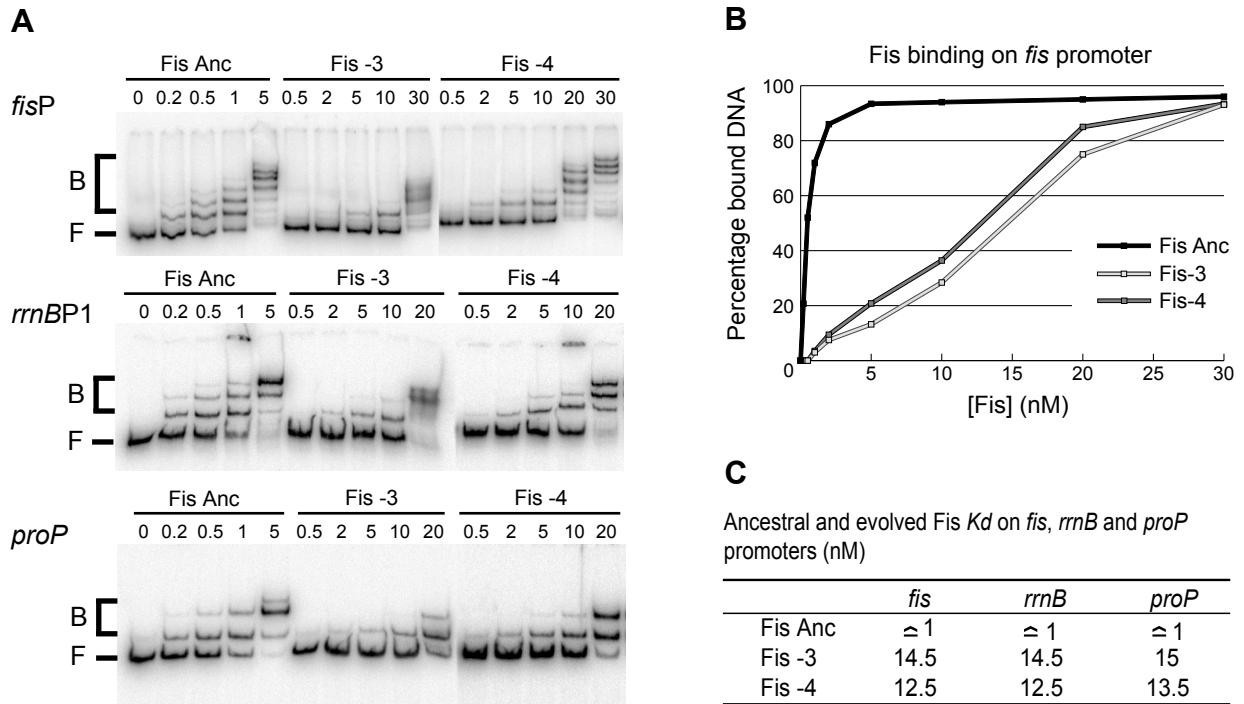 A
Fis Anc Fis -3 Fis -4
0 0.2 0.5 1 5 0.5 2 5 10 30 0.5 2 5 10 20 30
fisP
B
F
Fis Anc Fis -3 Fis -4
rrnBP1
0 0.2 0.5 1 5 0.5 2 5 10 20 0.5 2 5 10 20
B
F
Fis Anc Fis -3 Fis -4
proP
0 0.2 0.5 1 5 0.5 2 5 10 20 0.5 2 5 10 20
B
F
B
Fis binding on fis promoter
Percentage bound DNA
100
80
60
40
20
0
5 10 15 20 25 30
[Fis] (nM)
Fis Anc
Fis-3
Fis-4
C
Ancestral and evolved Fis Kd on fis, rrnB and proP
promoters (nM)
fis rrnB proP
Fis Anc ≏ 1 ≏ 1 ≏ 1
Fis -3 14.5 14.5 15
Fis -4 12.5 12.5 13.5